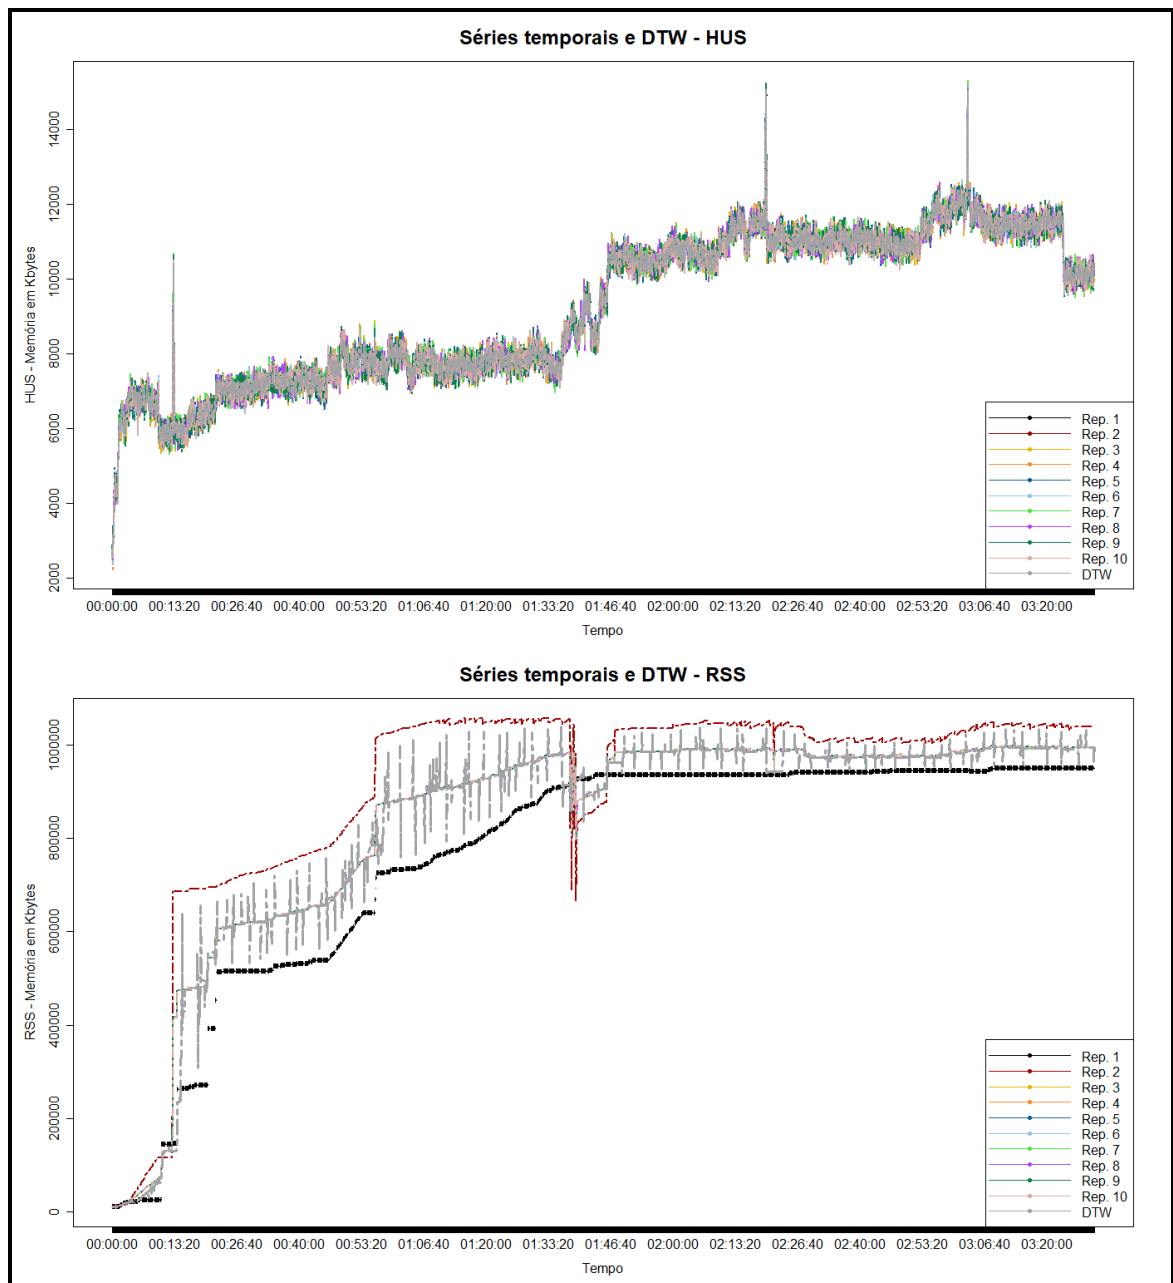 Séries temporais e DTW - HUS
HUS - Memória em Kbytes
14000
12000
10000
8000
6000
4000
2000
Rep. 1
Rep. 2
Rep. 3
Rep. 4
Rep. 5
Rep. 6
Rep. 7
Rep. 8
Rep. 9
Rep. 10
DTW
00:00:00 00:13:20 00:26:40 00:40:00 00:53:20 01:06:40 01:20:00 01:33:20 01:46:40 02:00:00 02:13:20 02:26:40 02:40:00 02:53:20 03:06:40 03:20:00
Tempo
Séries temporais e DTW - RSS
RSS - Memória em Kbytes
1000000
800000
600000
400000
200000
0
Rep. 1
Rep. 2
Rep. 3
Rep. 4
Rep. 5
Rep. 6
Rep. 7
Rep. 8
Rep. 9
Rep. 10
DTW
00:00:00 00:13:20 00:26:40 00:40:00 00:53:20 01:06:40 01:20:00 01:33:20 01:46:40 02:00:00 02:13:20 02:26:40 02:40:00 02:53:20 03:06:40 03:20:00
Tempo